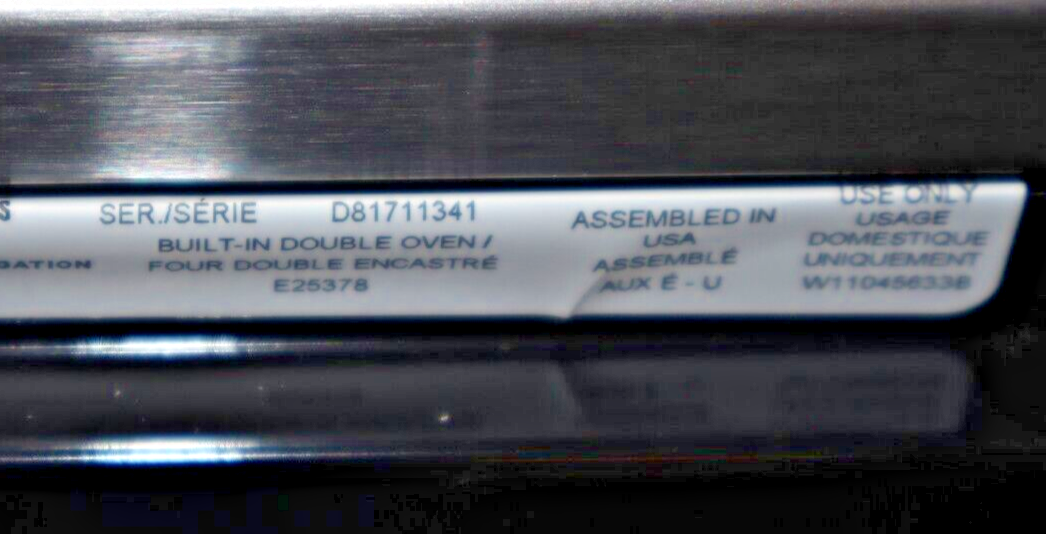 S
SER./SÉRIE D81711341
BUILT-IN DOUBLE OVEN /
FOUR DOUBLE ENCASTRÉ
E25378
ASSEMBLED IN
USA
ASSEMBLÉ
AUX É - U
USE ONLY
USAGE
DOMESTIQUE
UNIQUEMENT
W11045633B